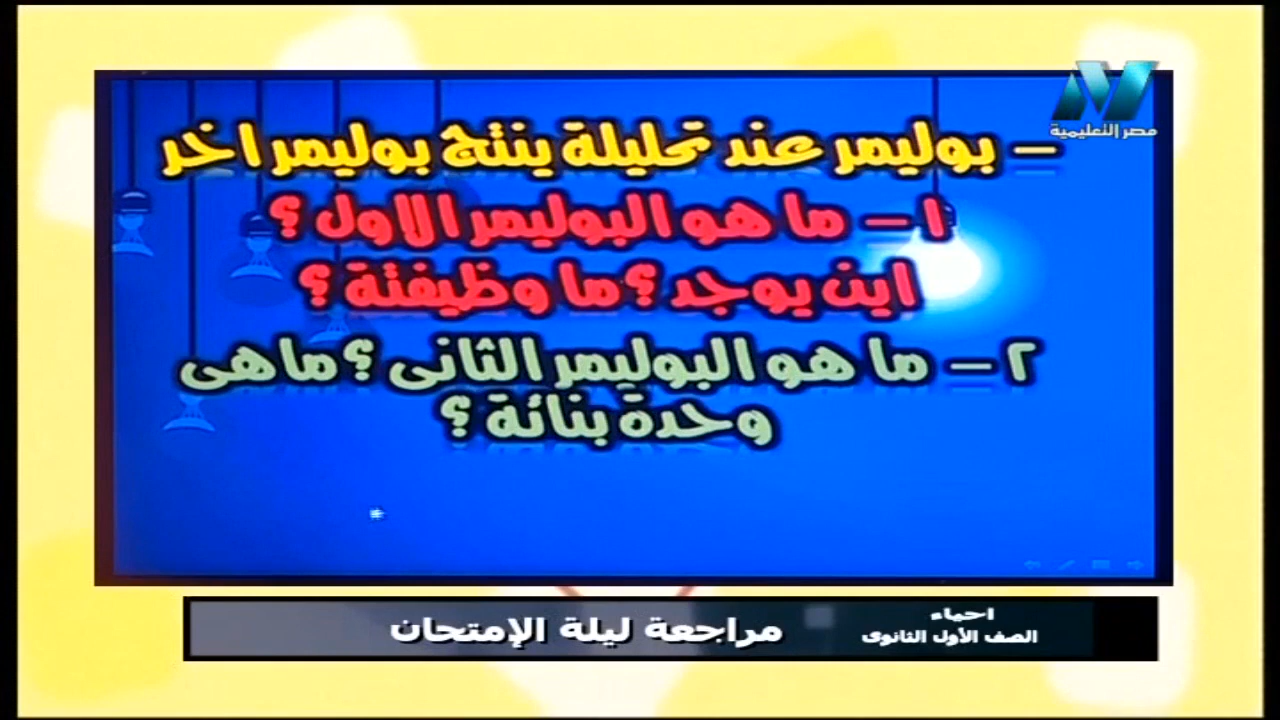 مصر التعليمية
– بوليمر عند تحليلة ينتج بوليمر اخر
١ – ما هو البوليمر الاول ؟
اين يوجد ؟ ما وظيفتة ؟
٢ – ما هو البوليمر الثانى ؟ ماهى
وحدة بنائة ؟
احياء
الصف الأول الثانوى
مراجعة ليلة الإمتحان